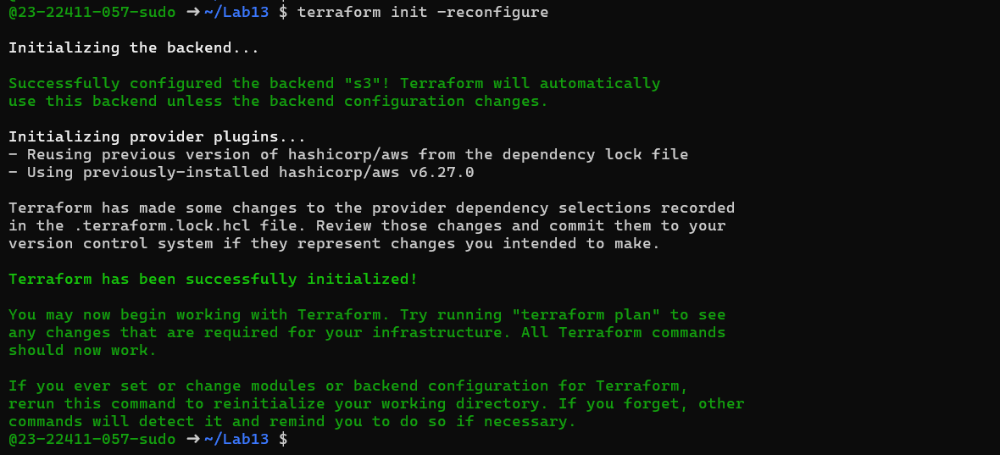 @23-22411-057-sudo → ~/Lab13 $ terraform init -reconfigure
Initializing the backend...
Successfully configured the backend "s3"! Terraform will automatically
use this backend unless the backend configuration changes.
Initializing provider plugins...
- Reusing previous version of hashicorp/aws from the dependency lock file
- Using previously-installed hashicorp/aws v6.27.0
Terraform has made some changes to the provider dependency selections recorded
in the .terraform.lock.hcl file. Review those changes and commit them to your
version control system if they represent changes you intended to make.
Terraform has been successfully initialized!
You may now begin working with Terraform. Try running "terraform plan" to see
any changes that are required for your infrastructure. All Terraform commands
should now work.
If you ever set or change modules or backend configuration for Terraform,
rerun this command to reinitialize your working directory. If you forget, other
commands will detect it and remind you to do so if necessary.
@23-22411-057-sudo → ~/Lab13 $